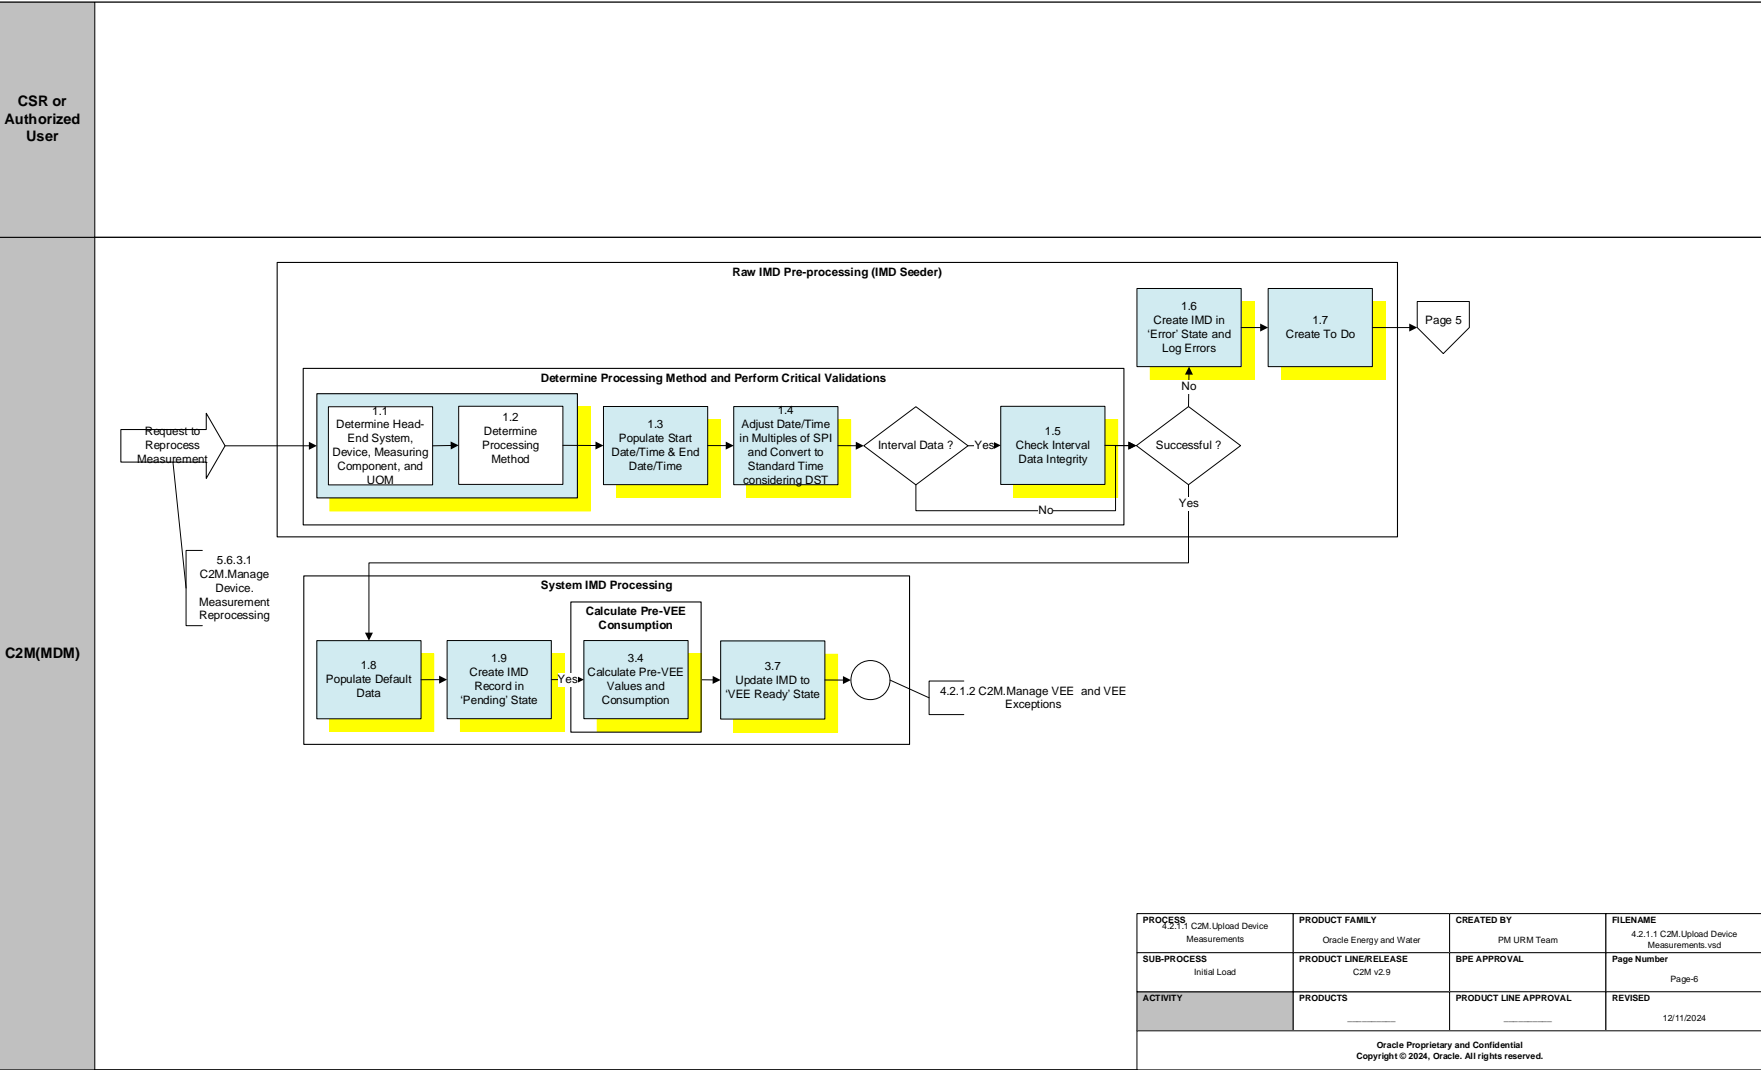 CSR or
Authorized
User
C2M(MDM)
Raw IMD Pre-processing (IMD Seeder)
1.6
Create IMD in
‘Error’ State and
Log Errors
1.7
Create To Do
Page 5
No
Determine Processing Method and Perform Critical Validations
Request to
Reprocess
Measurement
1.1
Determine Head-
End System,
Device, Measuring
Component, and
UOM
1.2
Determine
Processing
Method
1.3
Populate Start
Date/Time & End
Date/Time
1.4
Adjust Date/Time
in Multiples of SPI
and Convert to
Standard Time
considering DST
Interval Data ?
Yes
1.5
Check Interval
Data Integrity
Successful ?
No
Yes
5.6.3.1
C2M.Manage
Device.
Measurement
Reprocessing
System IMD Processing
Calculate Pre-VEE
Consumption
1.8
Populate Default
Data
1.9
Create IMD
Record in
‘Pending’ State
Yes
3.4
Calculate Pre-VEE
Values and
Consumption
3.7
Update IMD to
‘VEE Ready’ State
4.2.1.2 C2M.Manage VEE  and VEE
Exceptions
PROCESS
4.2.1.1 C2M.Upload Device
Measurements
PRODUCT FAMILY
Oracle Energy and Water
CREATED BY
PM URM Team
FILENAME
4.2.1.1 C2M.Upload Device
Measurements.vsd
SUB-PROCESS
Initial Load
PRODUCT LINE/RELEASE
C2M v2.9
BPE APPROVAL
Page Number
Page-6
ACTIVITY
PRODUCTS
PRODUCT LINE APPROVAL
REVISED
12/11/2024
Oracle Proprietary and Confidential
Copyright © 2024, Oracle. All rights reserved.